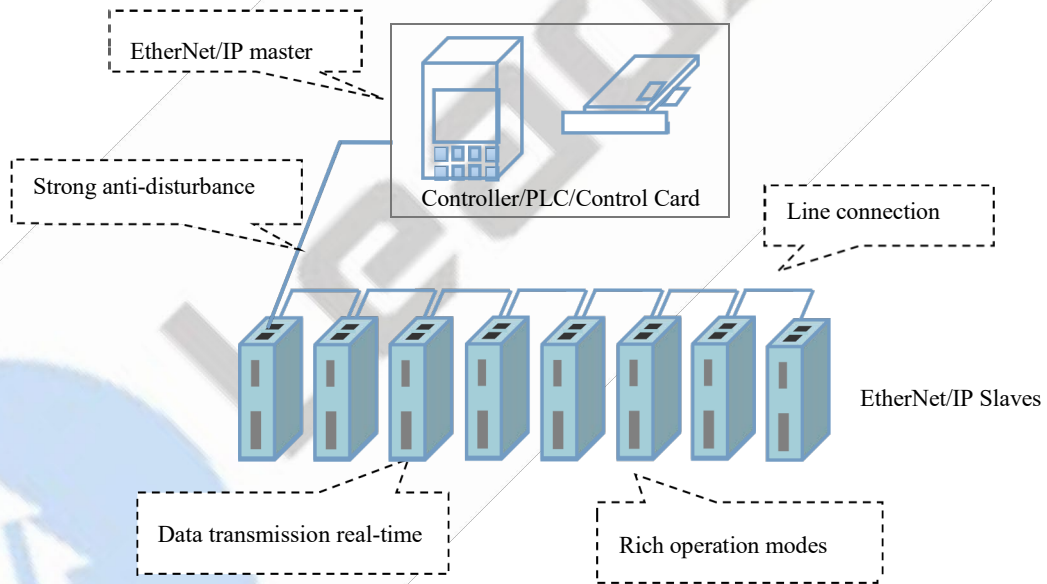 EtherNet/IP master
Strong anti-disturbance
Controller/PLC/Control Card
Line connection
EtherNet/IP Slaves
Data transmission real-time
Rich operation modes